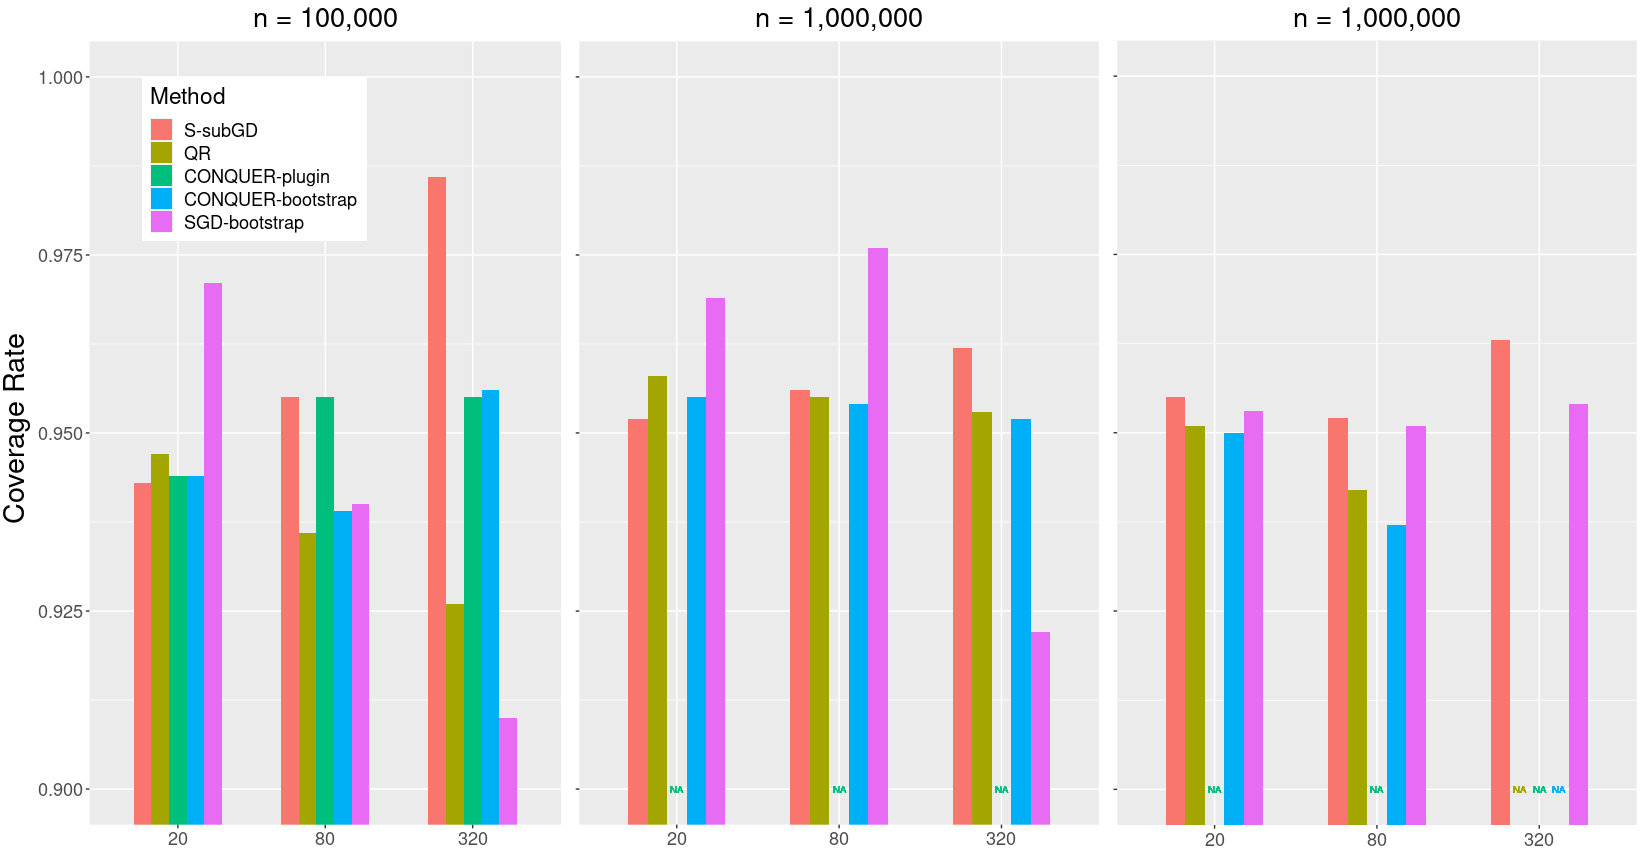 n = 100,000
n = 1,000,000
n = 1,000,000
Coverage Rate
1.000
0.975
0.950
0.925
0.900
Method
S-subGD
QR
CONQUER-plugin
CONQUER-bootstrap
SGD-bootstrap
NA
NA
NA
NA
NA
NA NA NA
20 80 320
20 80 320
20 80 320